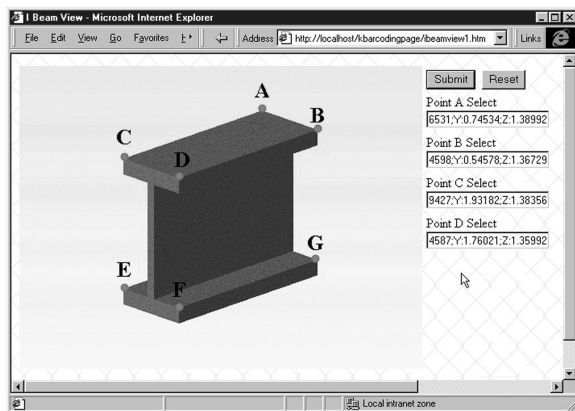 I Beam View - Microsoft Internet Explorer
File Edit View Go Favorites Address http://localhost/kbarcodingpage/ibeamview1.htm Links
Submit Reset
Point A Select
6531;Y:0.74534;Z:1.38992
Point B Select
4598;Y:0.54578;Z:1.36729
Point C Select
9427;Y:1.93182;Z:1.38356
Point D Select
4587;Y:1.76021;Z:1.35992
A
B
C
D
G
E
F
Local intranet zone